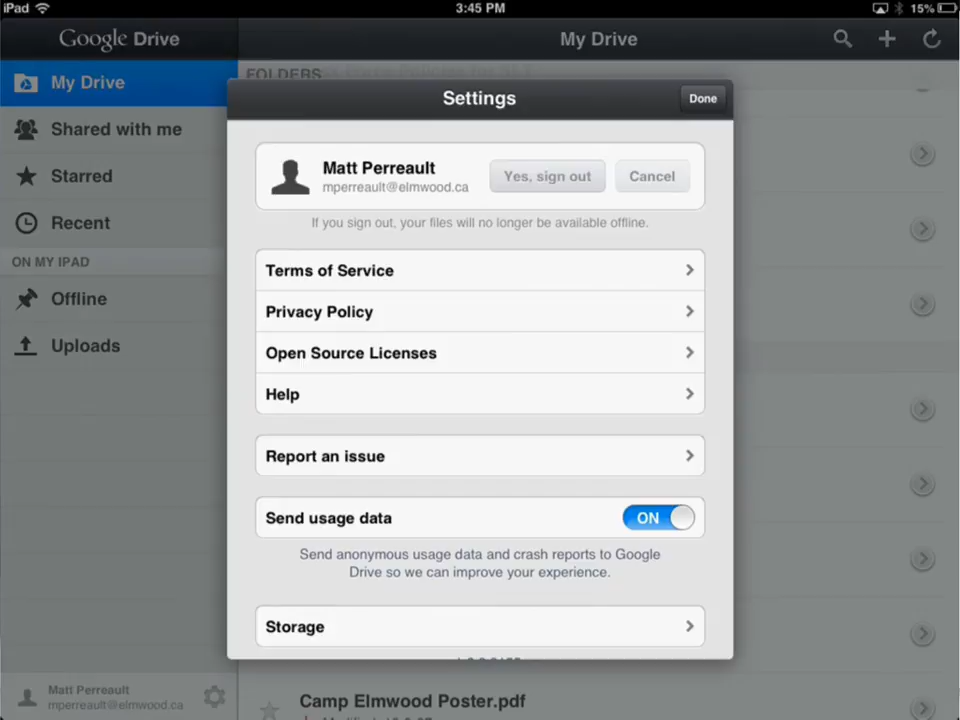 iPad
3:45 PM
15%
Google Drive
My Drive
My Drive
Shared with me
Starred
Recent
ON MY IPAD
Offline
Uploads
Matt Perreault
mperreault@elmwood.ca
FOLDERS
Settings
Done
Matt Perreault
mperreault@elmwood.ca
Yes, sign out
Cancel
If you sign out, your files will no longer be available offline.
Terms of Service
Privacy Policy
Open Source Licenses
Help
Report an issue
Send usage data
ON
Send anonymous usage data and crash reports to Google
Drive so we can improve your experience.
Storage
Camp Elmwood Poster.pdf